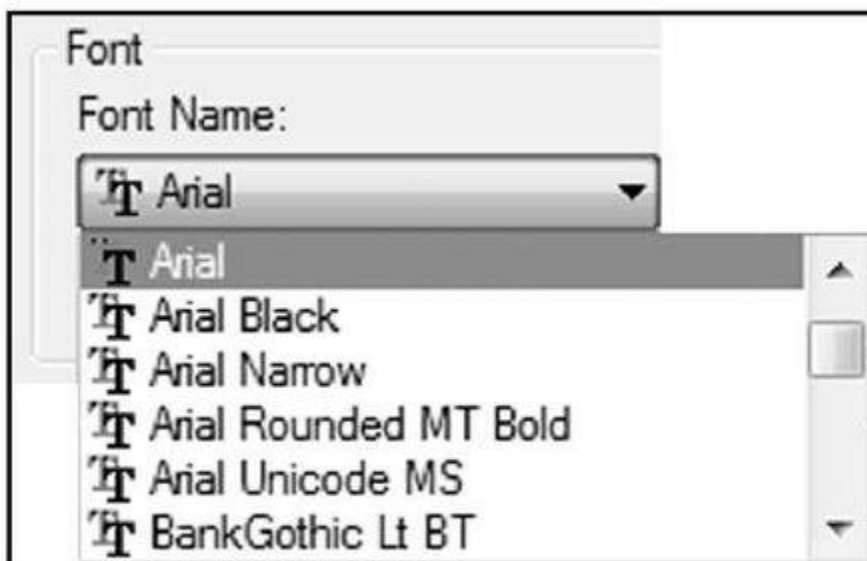 Font
Font Name:
Arial
Arial
Arial Black
Arial Narrow
Arial Rounded MT Bold
Arial Unicode MS
BankGothic Lt BT